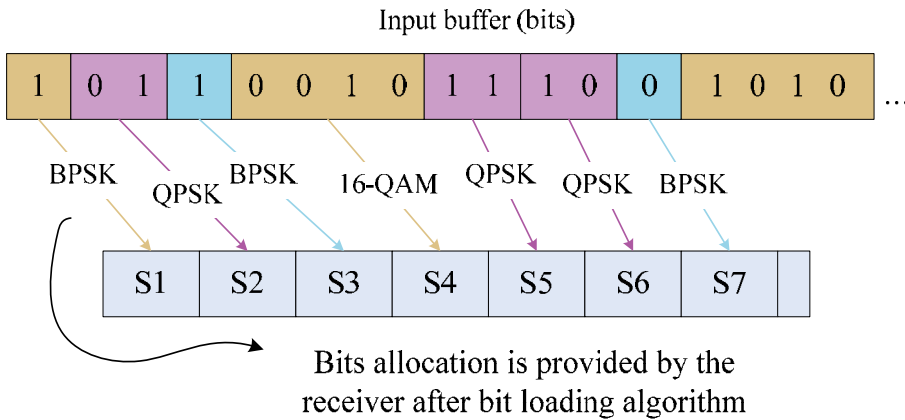 Input buffer (bits)
1 0 1 1 0 0 1 0 1 1 1 0 0 1 0 1 0 ...
BPSK QPSK BPSK 16-QAM QPSK QPSK BPSK
S1 S2 S3 S4 S5 S6 S7
Bits allocation is provided by the
receiver after bit loading algorithm